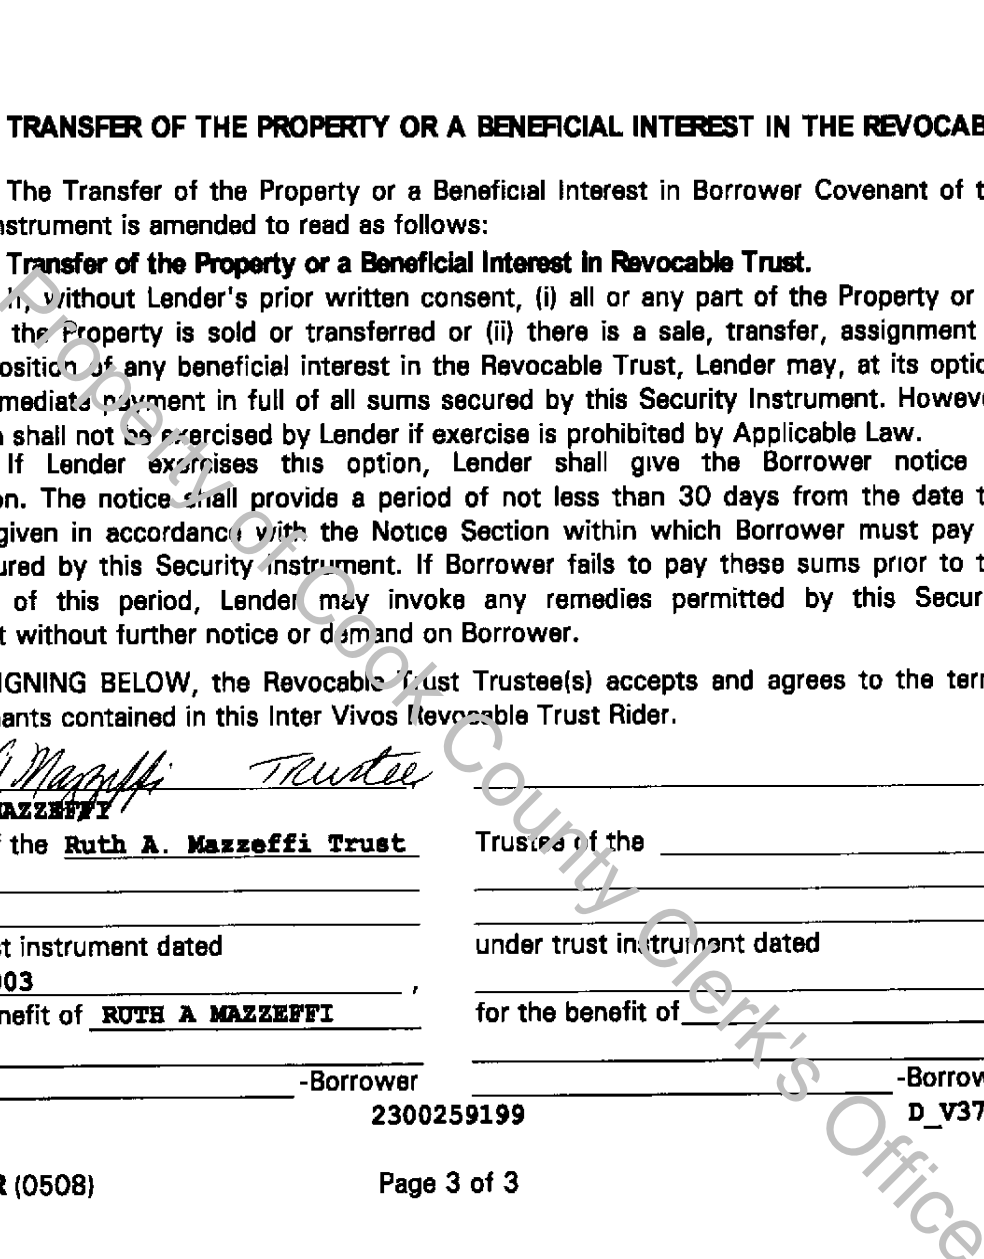 TRANSFER OF THE PROPERTY OR A BENEFICIAL INTEREST IN THE REVOCAB
The Transfer of the Property or a Beneficial Interest in Borrower Covenant of t
nstrument is amended to read as follows:
Transfer of the Property or a Beneficial Interest in Revocable Trust.
If, without Lender's prior written consent, (i) all or any part of the Property or
the Property is sold or transferred or (ii) there is a sale, transfer, assignment
osition of any beneficial interest in the Revocable Trust, Lender may, at its optio
mediate payment in full of all sums secured by this Security Instrument. Howeve
n shall not be exercised by Lender if exercise is prohibited by Applicable Law.
If Lender exercises this option, Lender shall give the Borrower notice
on. The notice shall provide a period of not less than 30 days from the date t
given in accordance with the Notice Section within which Borrower must pay
ured by this Security Instrument. If Borrower fails to pay these sums prior to t
of this period, Lender may invoke any remedies permitted by this Secur
t without further notice or demand on Borrower.
IGNING BELOW, the Revocable Trust Trustee(s) accepts and agrees to the terr
ants contained in this Inter Vivos Revocable Trust Rider.
A Mazzeffi Trustee
AZZEFFI
f the Ruth A. Mazzeffi Trust
Trustee of the
st instrument dated
under trust instrument dated
003,
nefit of RUTH A MAZZEFFI
for the benefit of
-Borrower
-Borrow
2300259199
D_V37
R (0508)
Page 3 of 3
Property of Cook County Clerk's Office